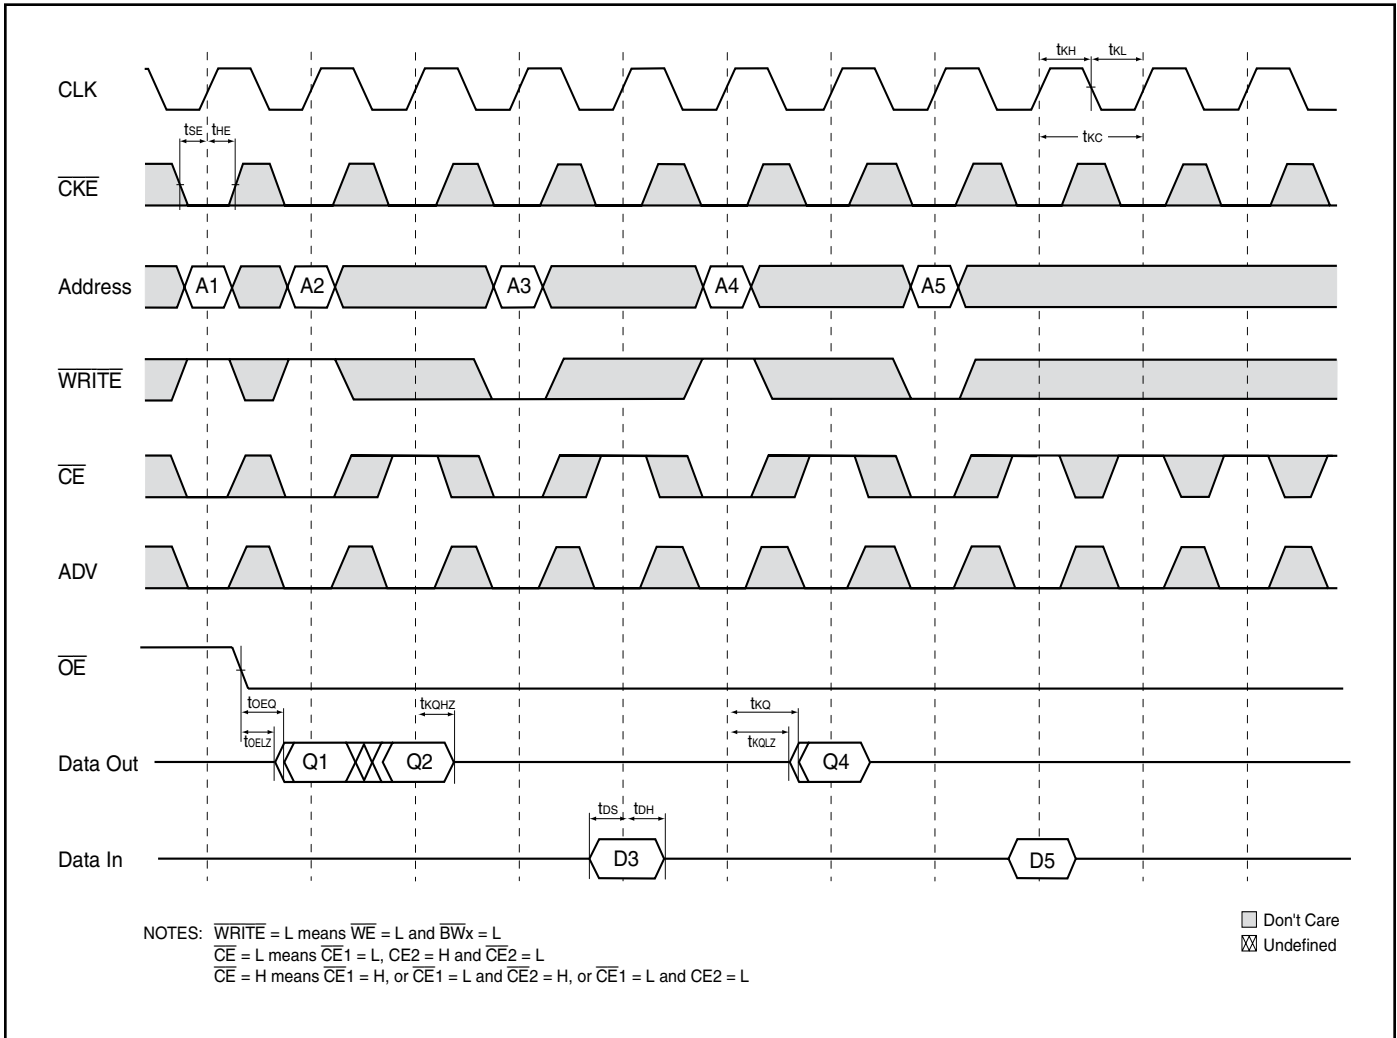 tKH tKL
CLK
tSE tHE
tKC
CKE
Address A1 A2 A3 A4 A5
WRITE
CE
ADV
OE
tOEQ tKQHZ tKQ
tOELZ tKQLZ
Data Out Q1 Q2 Q4
tDS tDH
Data In D3 D5
NOTES: WRITE = L means WE = L and BWx = L
CE = L means CE1 = L, CE2 = H and CE2 = L
CE = H means CE1 = H, or CE1 = L and CE2 = H, or CE1 = L and CE2 = L
Don't Care
Undefined